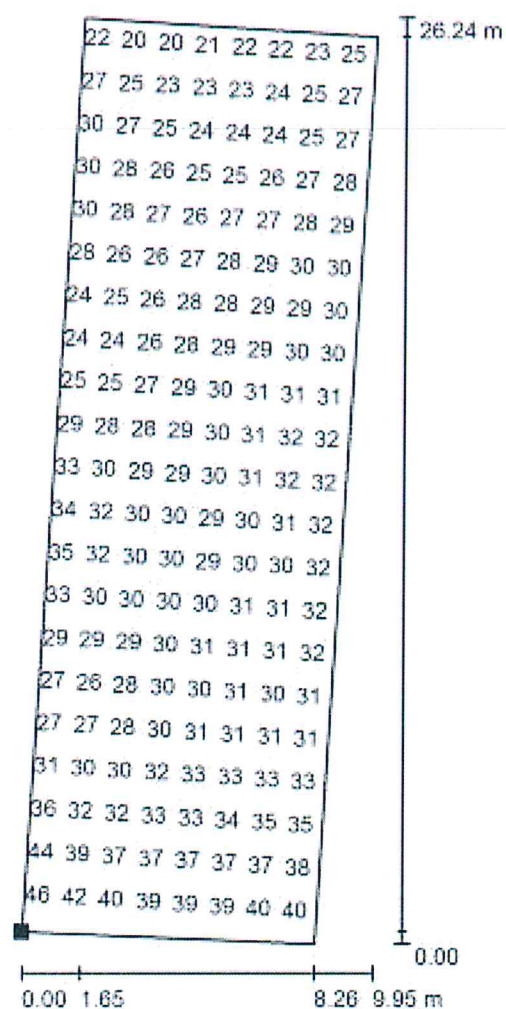 26.24 m
22 20 20 21 22 22 23 25
27 25 23 23 23 24 25 27
30 27 25 24 24 24 25 27
30 28 26 25 25 26 27 28
30 28 27 26 27 27 28 29
28 26 26 27 28 29 30 30
24 25 26 28 28 29 29 30
24 24 26 28 29 29 30 30
25 25 27 29 30 31 31 31
29 28 28 29 30 31 32 32
33 30 29 29 30 31 32 32
34 32 30 30 29 30 31 32
35 32 30 30 29 30 30 32
33 30 30 30 30 31 31 32
29 29 29 30 31 31 31 32
27 26 28 30 30 31 30 31
27 27 28 30 31 31 31 31
31 30 30 32 33 33 33 33
36 32 32 33 33 34 35 35
44 39 37 37 37 37 37 38
46 42 40 39 39 39 40 40
0.00
0.00 1.65 8.26 9.95 m